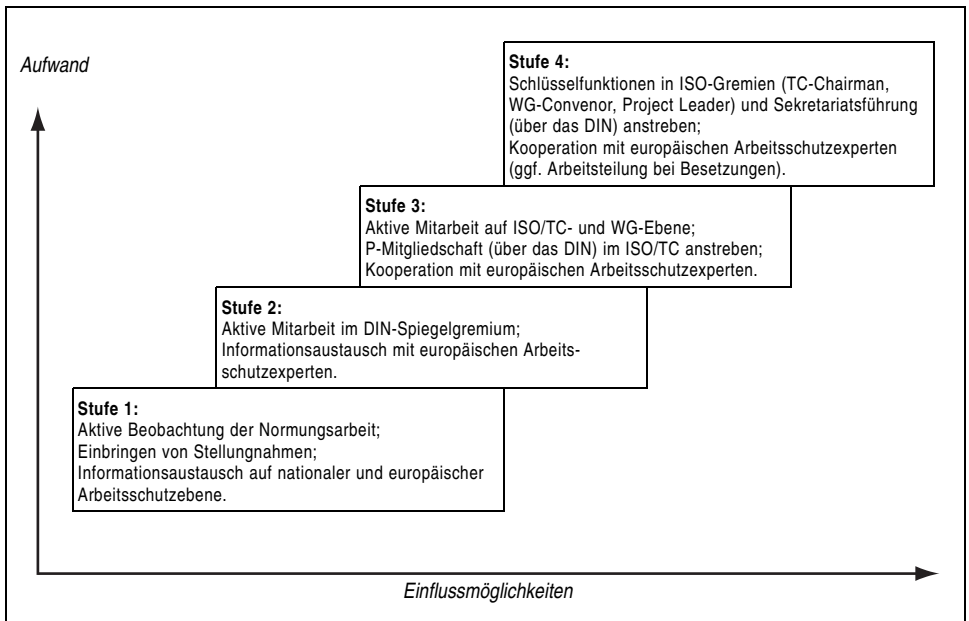 Aufwand
Stufe 4:
Schlüsselfunktionen in ISO-Gremien (TC-Chairman,
WG-Convenor, Project Leader) und Sekretariatsführung
(über das DIN) anstreben;
Kooperation mit europäischen Arbeitsschutzexperten
(ggf. Arbeitsteilung bei Besetzungen).
Stufe 3:
Aktive Mitarbeit auf ISO/TC- und WG-Ebene;
P-Mitgliedschaft (über das DIN) im ISO/TC anstreben;
Kooperation mit europäischen Arbeitsschutzexperten.
Stufe 2:
Aktive Mitarbeit im DIN-Spiegelgremium;
Informationsaustausch mit europäischen Arbeits-
schutzexperten.
Stufe 1:
Aktive Beobachtung der Normungsarbeit;
Einbringen von Stellungnahmen;
Informationsaustausch auf nationaler und europäischer
Arbeitsschutzebene.
Einflussmöglichkeiten